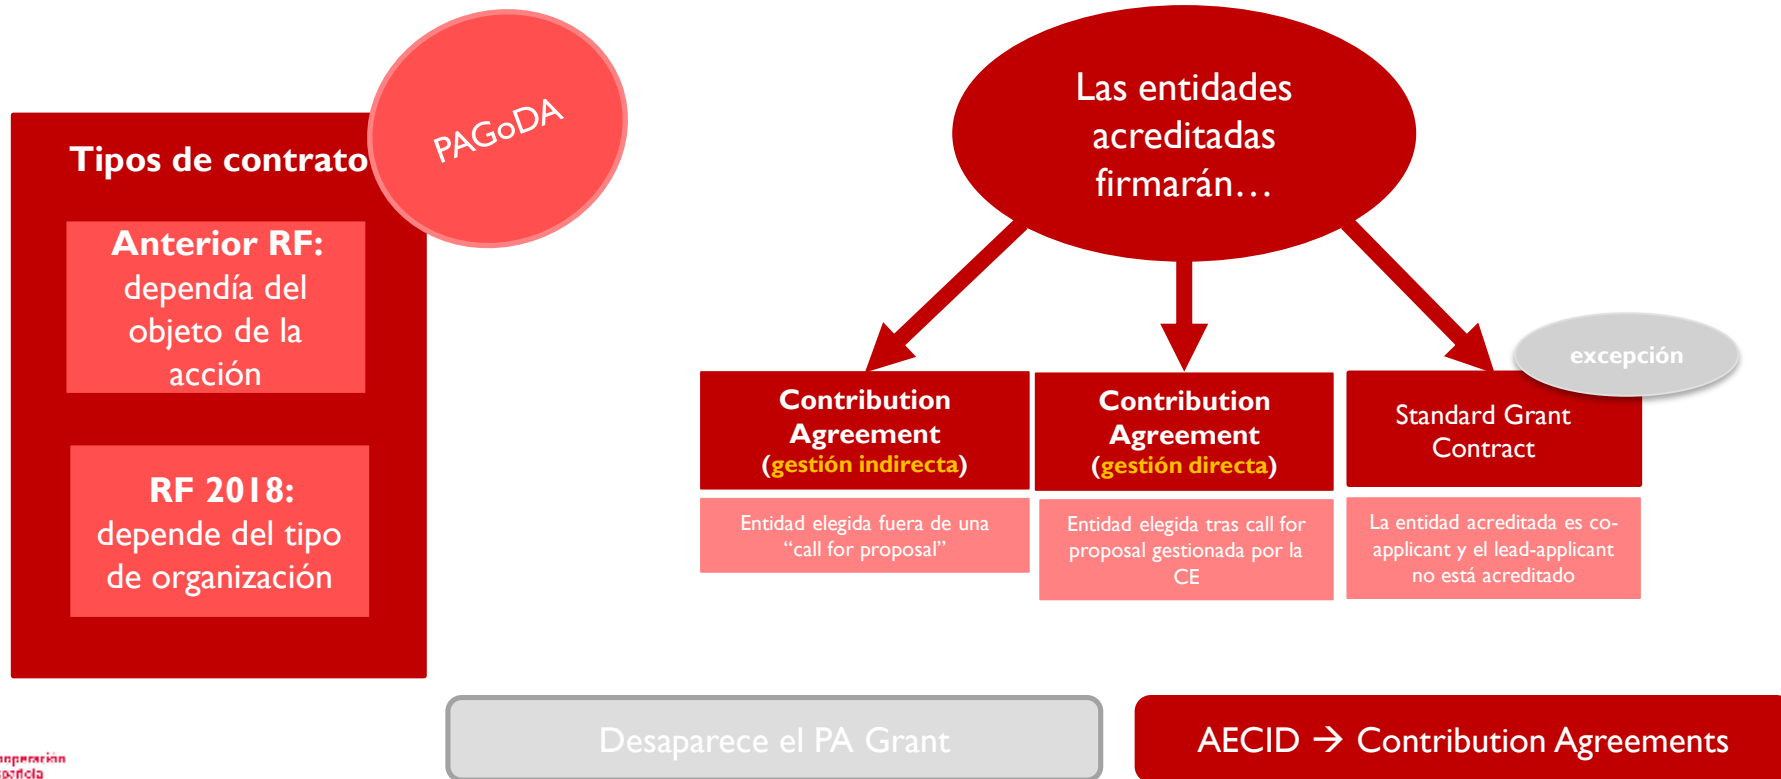 PAGoDA
Tipos de contrato
Anterior RF:
dependía del
objeto de la
acción
RF 2018:
depende del tipo
de organización
Las entidades
acreditadas
firmarán…
excepción
Contribution
Agreement
(gestión indirecta)
Entidad elegida fuera de una
“call for proposal”
Contribution
Agreement
(gestión directa)
Entidad elegida tras call for
proposal gestionada por la
CE
Standard Grant
Contract
La entidad acreditada es co-
applicant y el lead-applicant
no está acreditado
Desaparece el PA Grant
AECID → Contribution Agreements